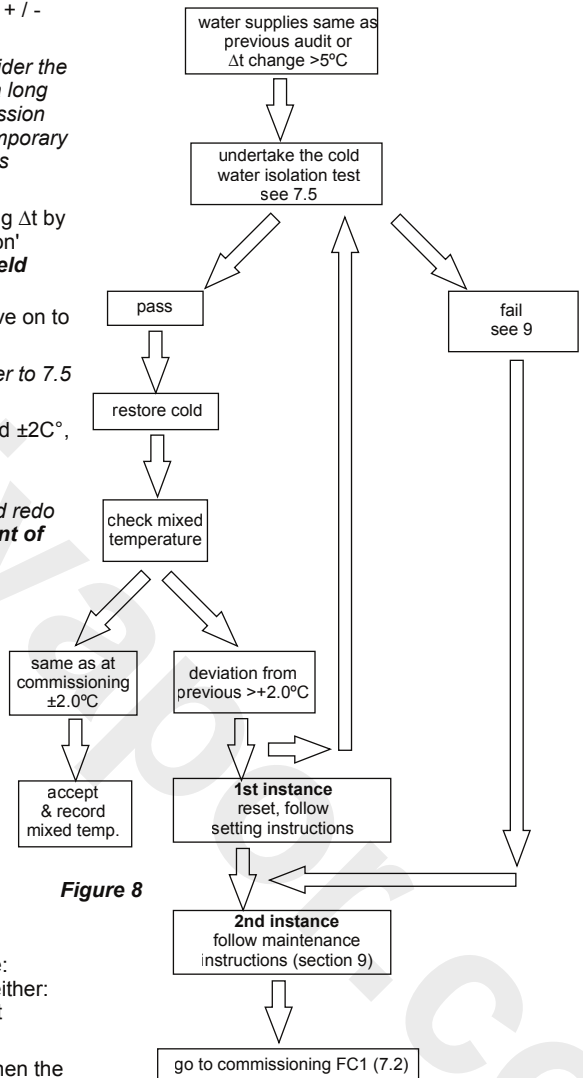 + / -
ider the
long
ssion
mporary
s
g Δt by
on'
eld
ve on to
er to 7.5
d ±2C°,
d redo
nt of
water supplies same as
previous audit or
Δt change >5ºC
undertake the cold
water isolation test
see 7.5
pass
fail
see 9
restore cold
check mixed
temperature
same as at
commissioning
±2.0ºC
deviation from
previous >+2.0ºC
accept
& record
mixed temp.
1st instance
reset, follow
setting instructions
Figure 8
2nd instance
follow maintenance
instructions (section 9)
go to commissioning FC1 (7.2)
e:
either:
t
hen the